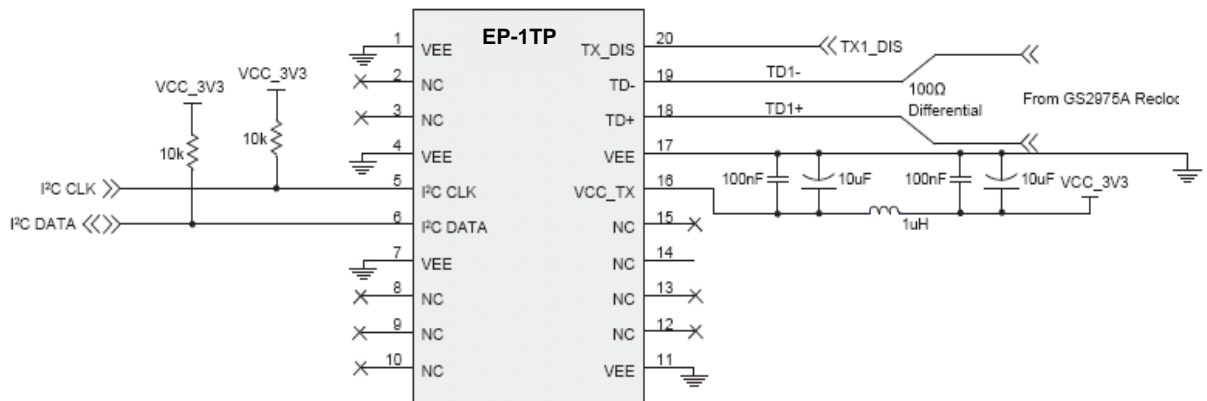 EP-1TP
1 VEE
2 NC
3 NC
4 VEE
5 I²C CLK
6 I²C DATA
7 VEE
8 NC
9 NC
10 NC
TX_DIS 20
TD- 19
TD+ 18
VEE 17
VCC_TX 16
NC 15
NC 14
NC 13
NC 12
VEE 11
VCC_3V3
VCC_3V3
10k
10k
I²C CLK
I²C DATA
TX1_DIS
TD1-
TD1+
100Ω
Differential
From GS2975A Recloc
100nF
10uF
100nF
10uF
VCC_3V3
1uH